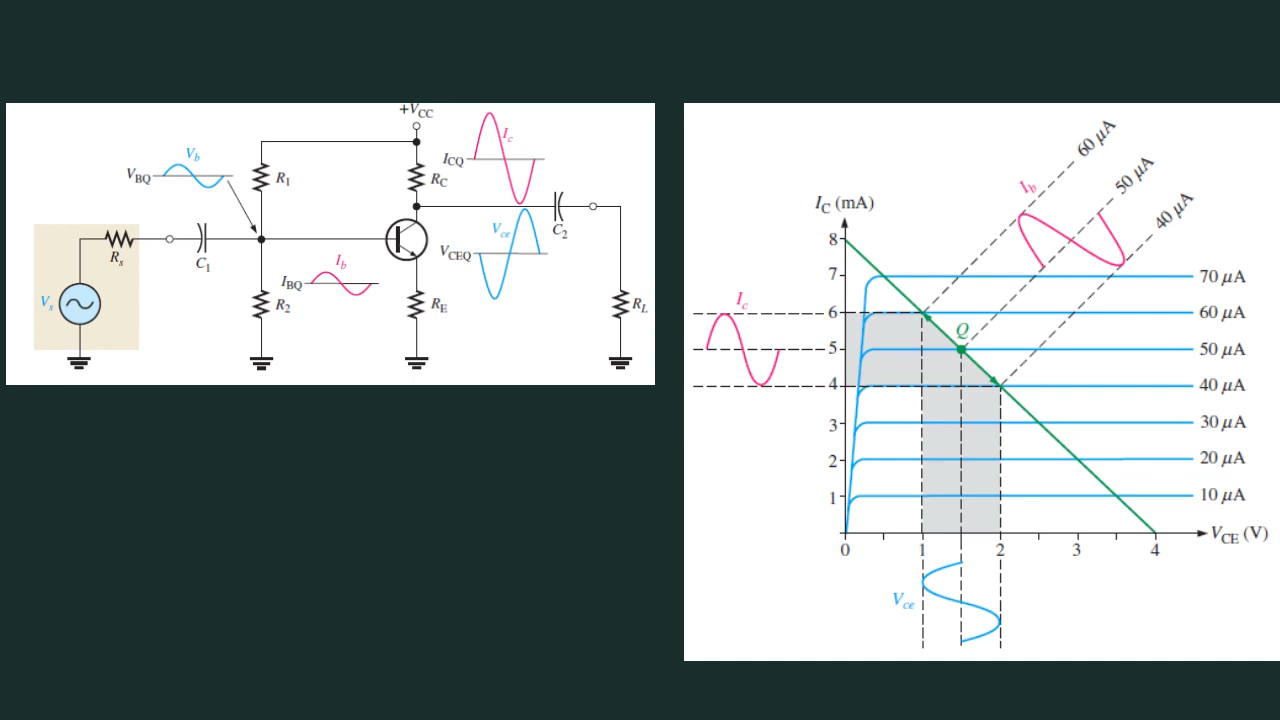 +VCC
Vb
Ic
VBQ
ICQ
R1
RC
Rs
C1
Vce
C2
VCEQ
Ib
IBQ
Vs
R2
RE
RL
60 μA
50 μA
40 μA
Ib
IC (mA)
8
7
70 μA
Ic
6
60 μA
Q
5
50 μA
4
40 μA
3
30 μA
2
20 μA
1
10 μA
0 1 2 3 4
VCE (V)
Vce